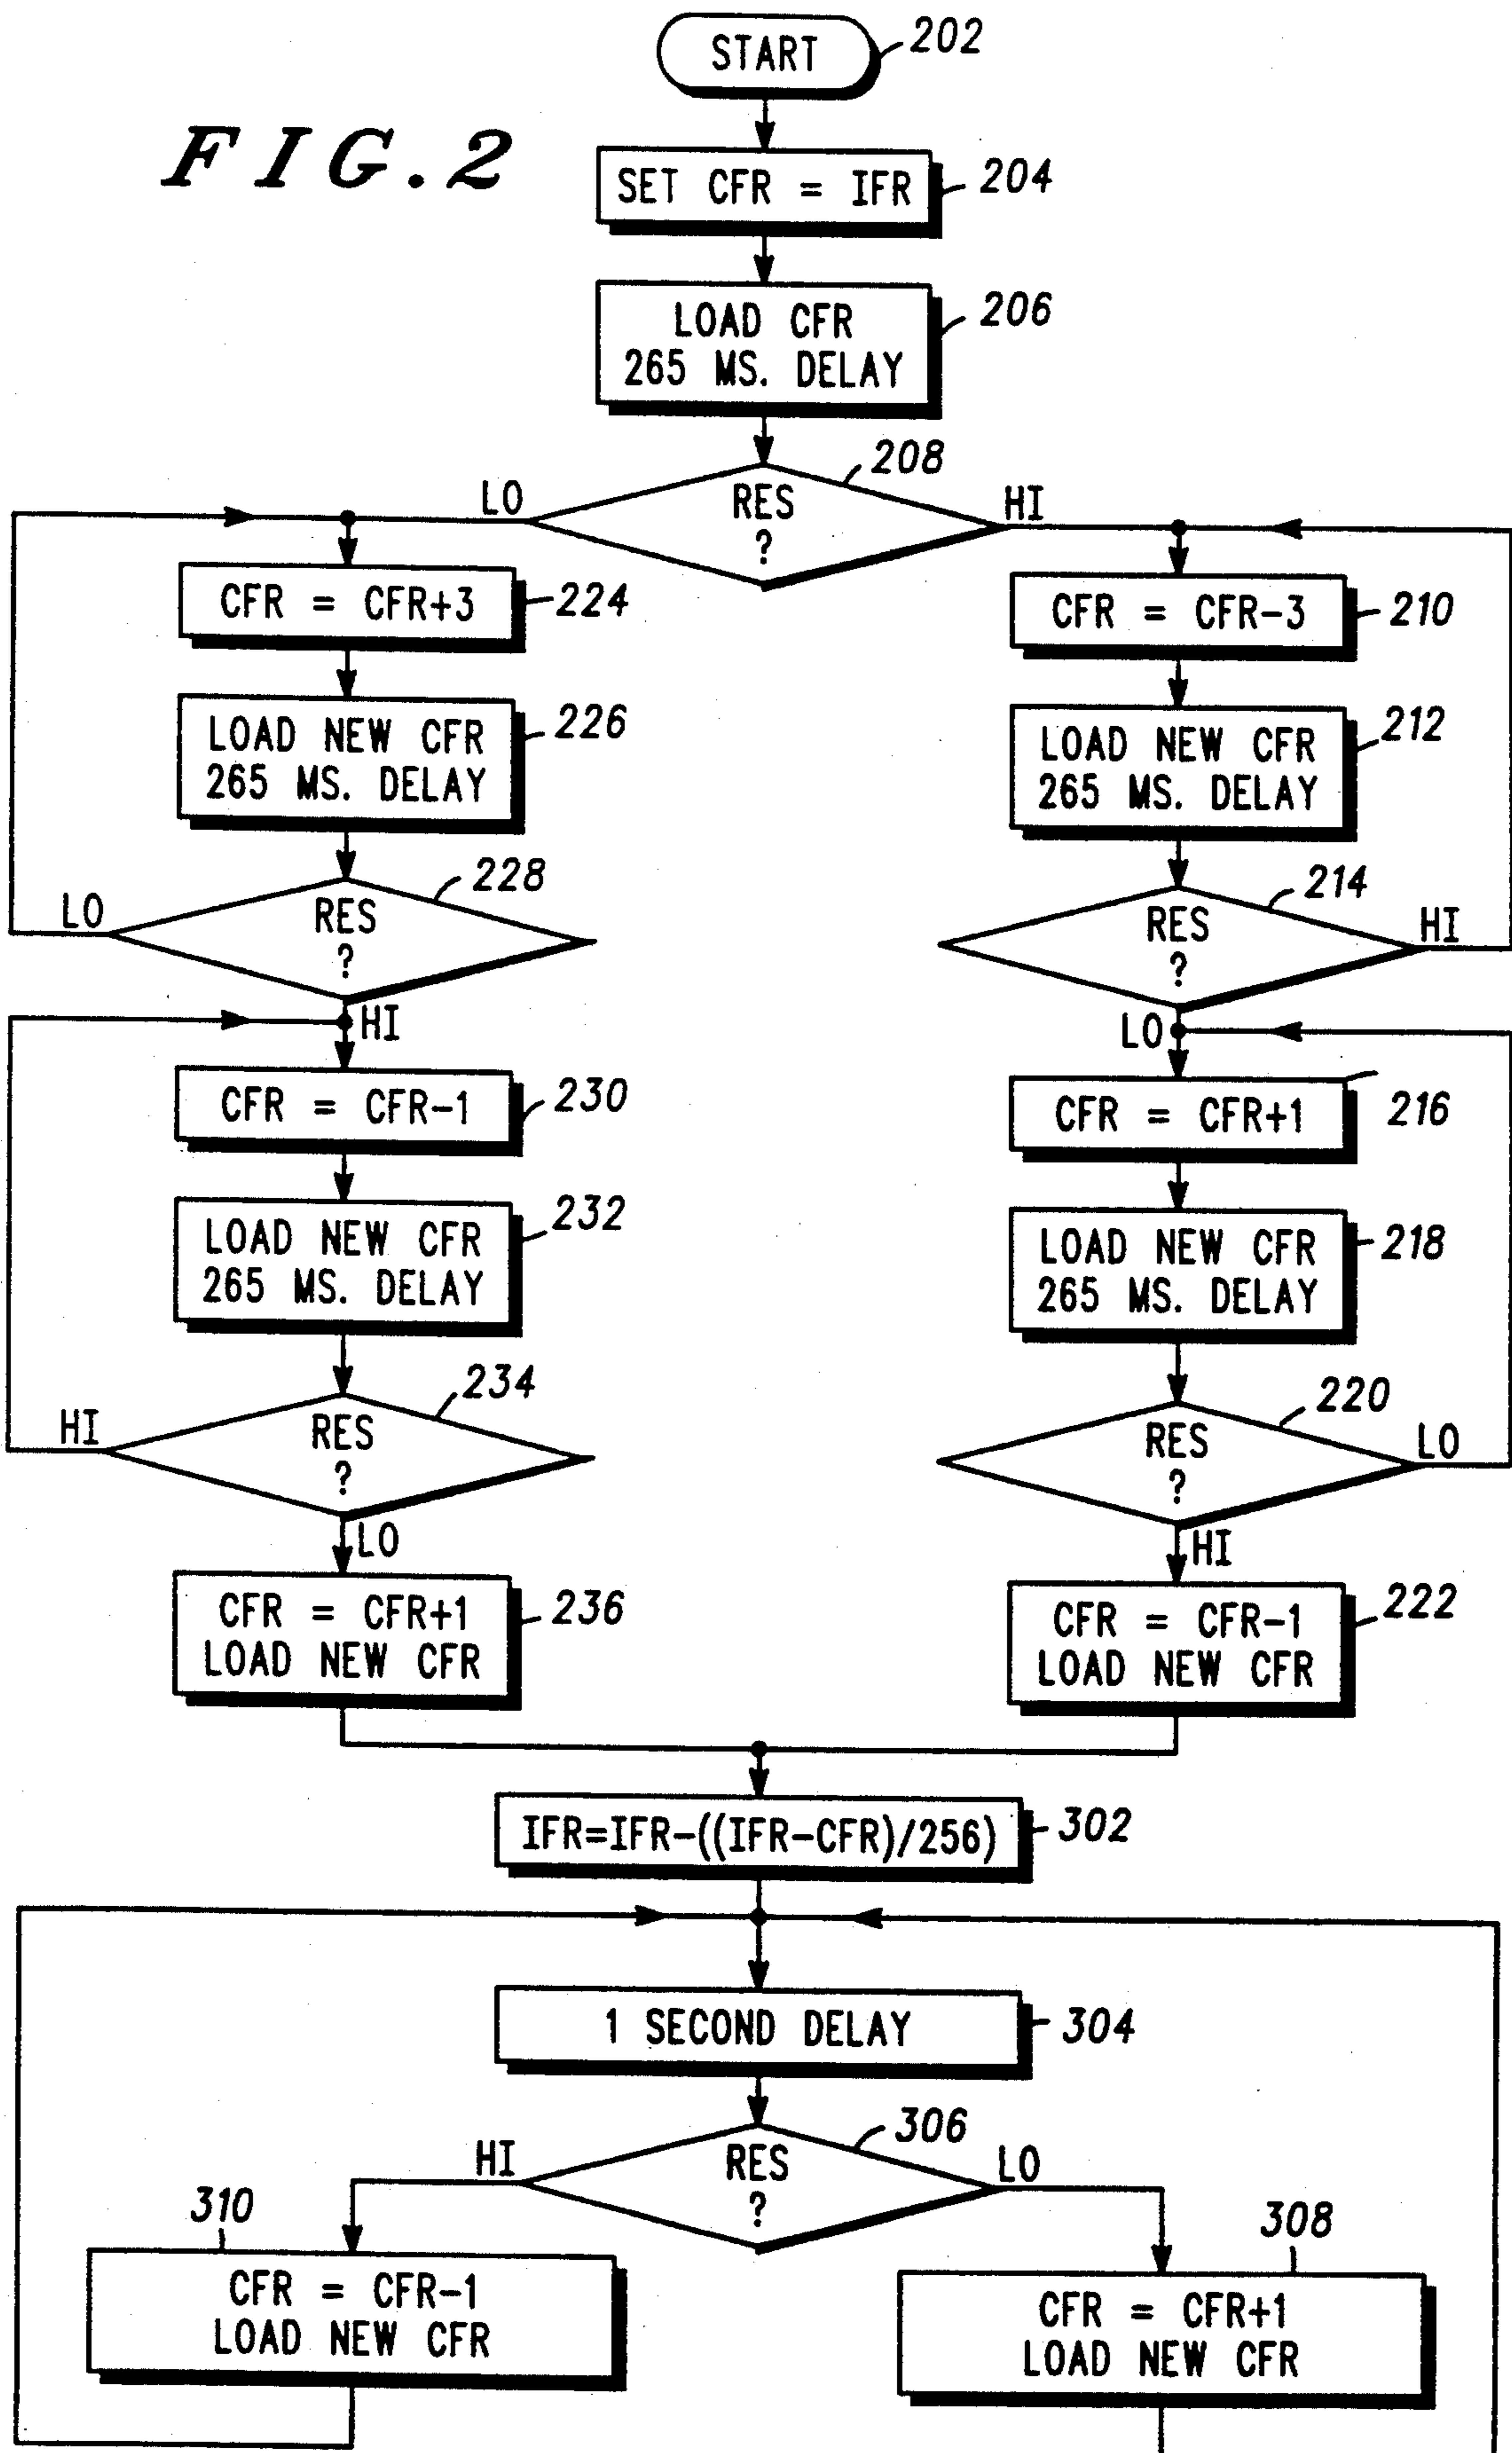 START
202
FIG.2
SET CFR = IFR
204
LOAD CFR
265 MS. DELAY
206
RES
?
208
LO
HI
CFR = CFR+3
224
CFR = CFR-3
210
LOAD NEW CFR
265 MS. DELAY
226
LOAD NEW CFR
265 MS. DELAY
212
RES
?
228
LO
HI
RES
?
214
HI
LO
CFR = CFR-1
230
CFR = CFR+1
216
LOAD NEW CFR
265 MS. DELAY
232
LOAD NEW CFR
265 MS. DELAY
218
RES
?
234
HI
LO
RES
?
220
LO
HI
CFR = CFR+1
LOAD NEW CFR
236
CFR = CFR-1
LOAD NEW CFR
222
IFR=IFR-((IFR-CFR)/256)
302
1 SECOND DELAY
304
RES
?
306
HI
LO
310
CFR = CFR-1
LOAD NEW CFR
308
CFR = CFR+1
LOAD NEW CFR